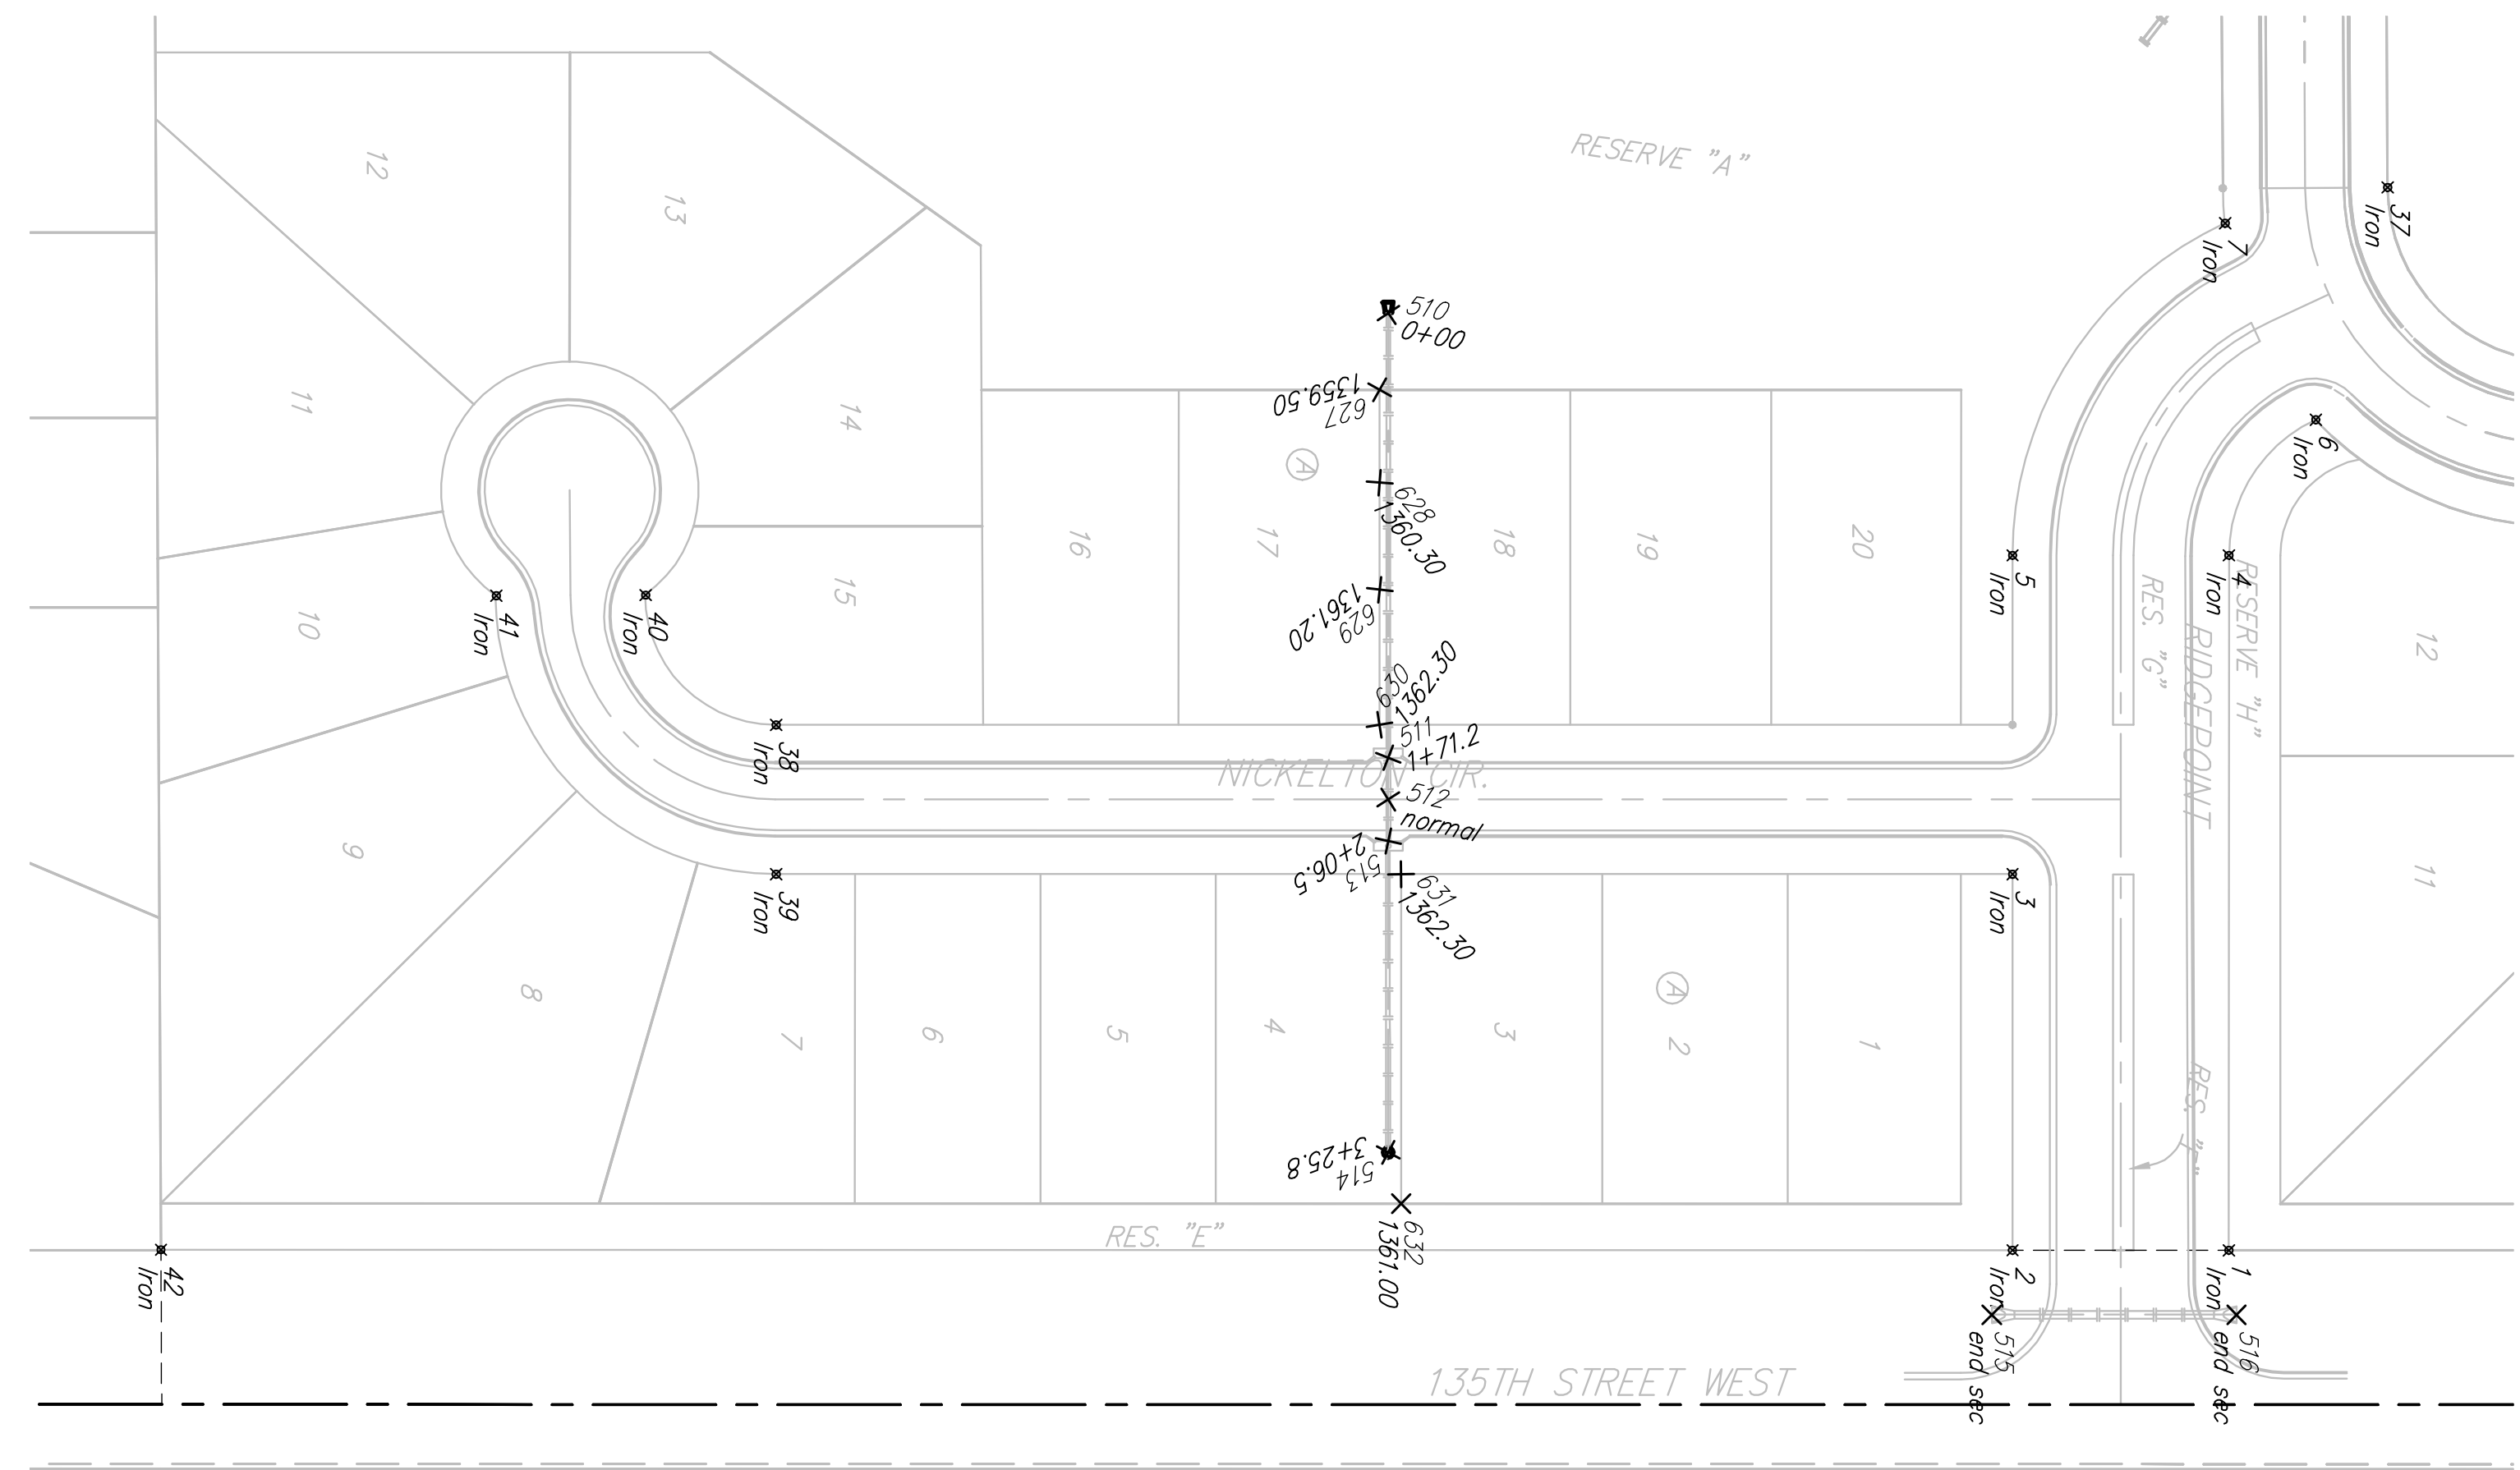 RESERVE "A"
12
13
37
Iron
7
Iron
510
0+00
1359.50
627
11
14
A
6
Iron
628
1360.30
16
17
18
19
20
10
15
41
Iron
40
Iron
629
1361.20
5
Iron
4
Iron
RESERVE "H"
RES. "G"
RIDGEPOINT
12
630
1362.30
511
1+71.2
38
Iron
NICKELTON CIR.
512
normal
2+06.5
513
9
39
Iron
631
1362.30
3
Iron
11
8
7
6
5
4
3
A
2
1
RES. "F"
3+25.8
514
RES. "E"
632
1361.00
42
Iron
2
Iron
1
Iron
515
end sec
516
end sec
135TH STREET WEST